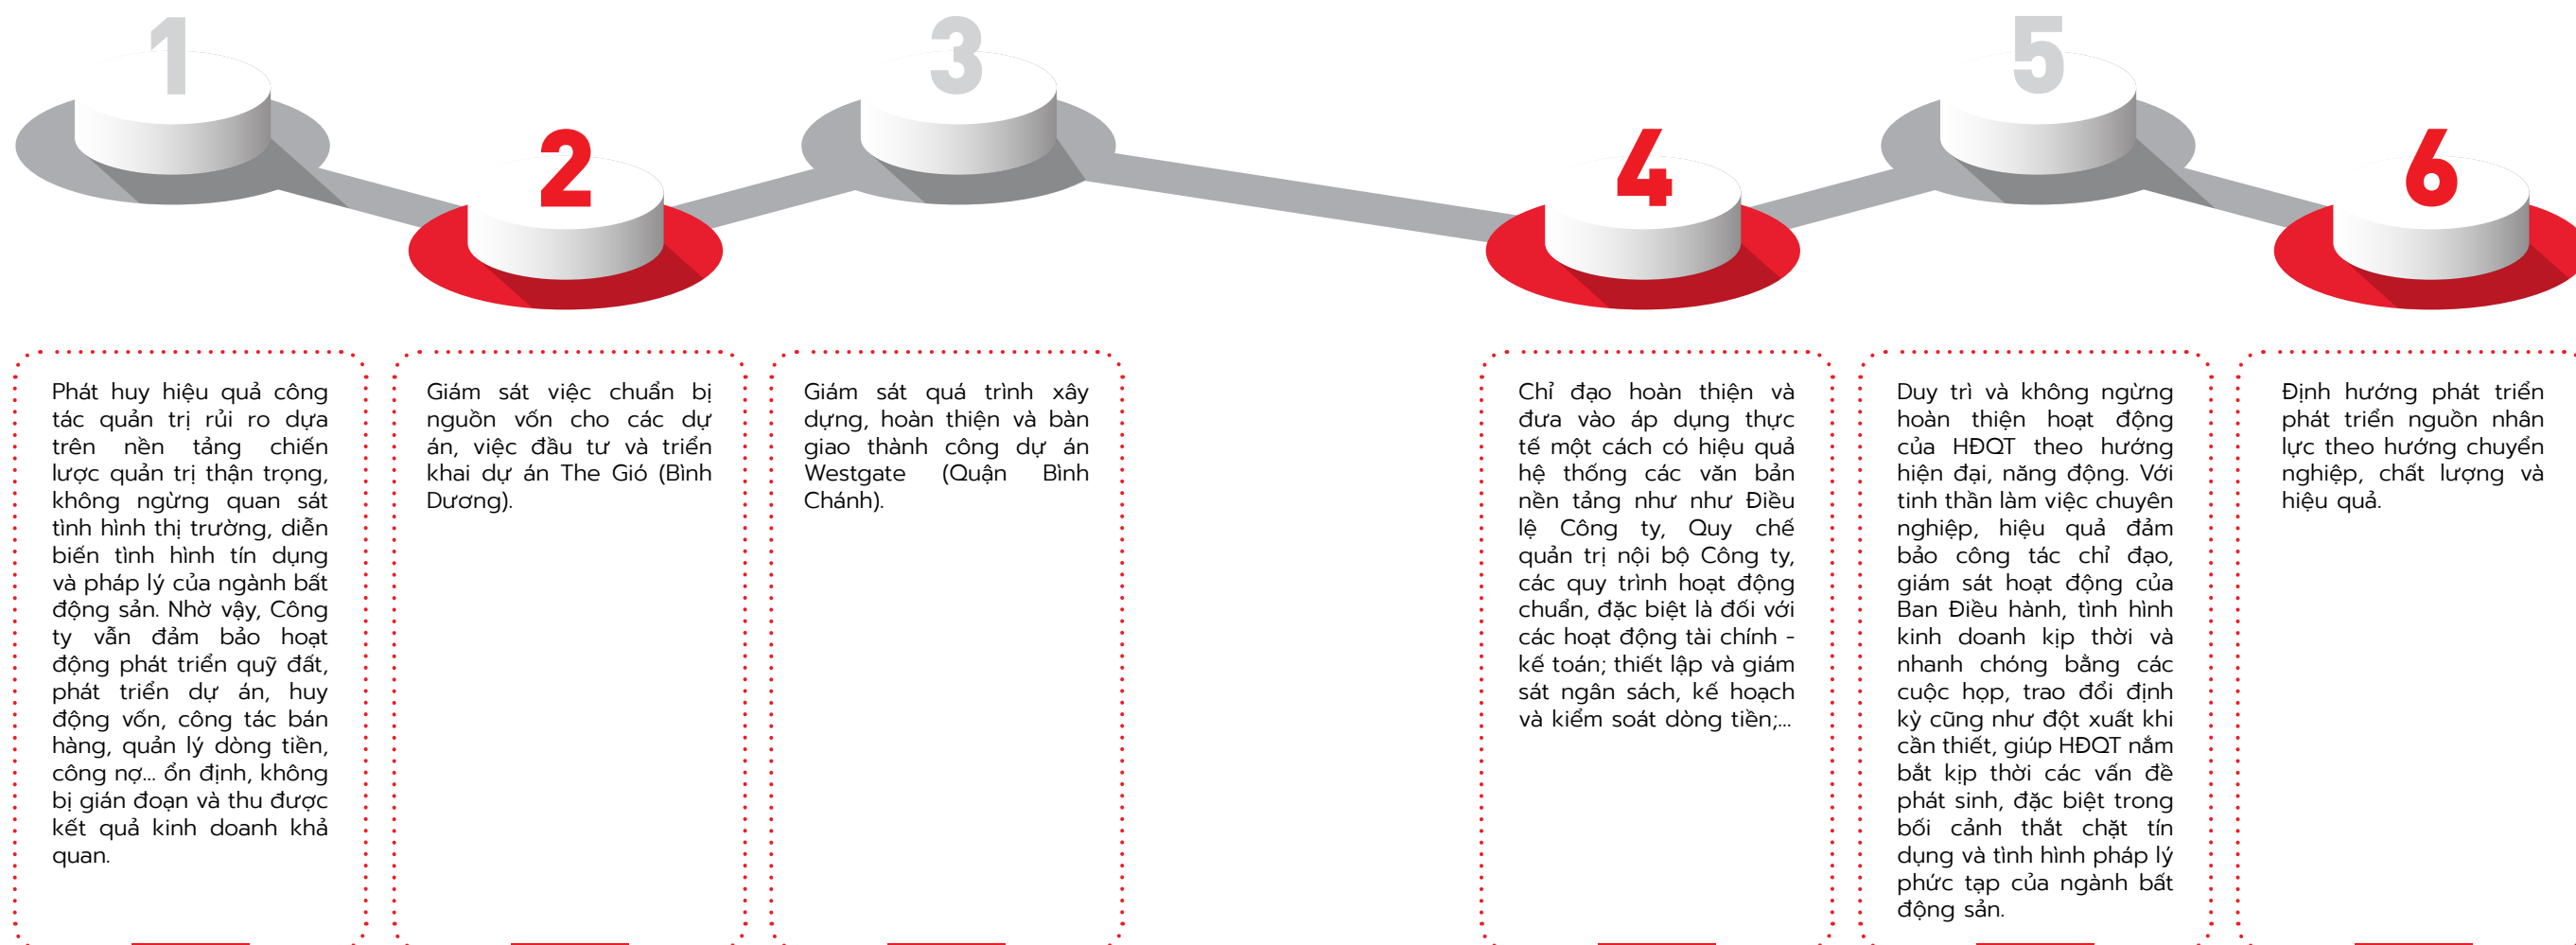 1
Phát huy hiệu quả công
tác quản trị rủi ro dựa
trên nền tảng chiến
lược quản trị thận trọng,
không ngừng quan sát
tình hình thị trường, diễn
biến tình hình tín dụng
và pháp lý của ngành bất
động sản. Nhờ vậy, Công
ty vẫn đảm bảo hoạt
động phát triển quỹ đất,
phát triển dự án, huy
động vốn, công tác bán
hàng, quản lý dòng tiền,
công nợ... ổn định, không
bị gián đoạn và thu được
kết quả kinh doanh khả
quan.
2
Giám sát việc chuẩn bị
nguồn vốn cho các dự
án, việc đầu tư và triển
khai dự án The Gió (Bình
Dương).
3
Giám sát quá trình xây
dựng, hoàn thiện và bàn
giao thành công dự án
Westgate (Quận Bình
Chánh).
4
Chỉ đạo hoàn thiện và
đưa vào áp dụng thực
tế một cách có hiệu quả
hệ thống các văn bản
nền tảng như như Điều
lệ Công ty, Quy chế
quản trị nội bộ Công ty,
các quy trình hoạt động
chuẩn, đặc biệt là đối với
các hoạt động tài chính -
kế toán; thiết lập và giám
sát ngân sách, kế hoạch
và kiểm soát dòng tiền;...
5
Duy trì và không ngừng
hoàn thiện hoạt động
của HĐQT theo hướng
hiện đại, năng động. Với
tinh thần làm việc chuyên
nghiệp, hiệu quả đảm
bảo công tác chỉ đạo,
giám sát hoạt động của
Ban Điều hành, tình hình
kinh doanh kịp thời và
nhanh chóng bằng các
cuộc họp, trao đổi định
kỳ cũng như đột xuất khi
cần thiết, giúp HĐQT nắm
bắt kịp thời các vấn đề
phát sinh, đặc biệt trong
bối cảnh thắt chặt tín
dụng và tình hình pháp lý
phức tạp của ngành bất
động sản.
6
Định hướng phát triển
phát triển nguồn nhân
lực theo hướng chuyển
nghiệp, chất lượng và
hiệu quả.